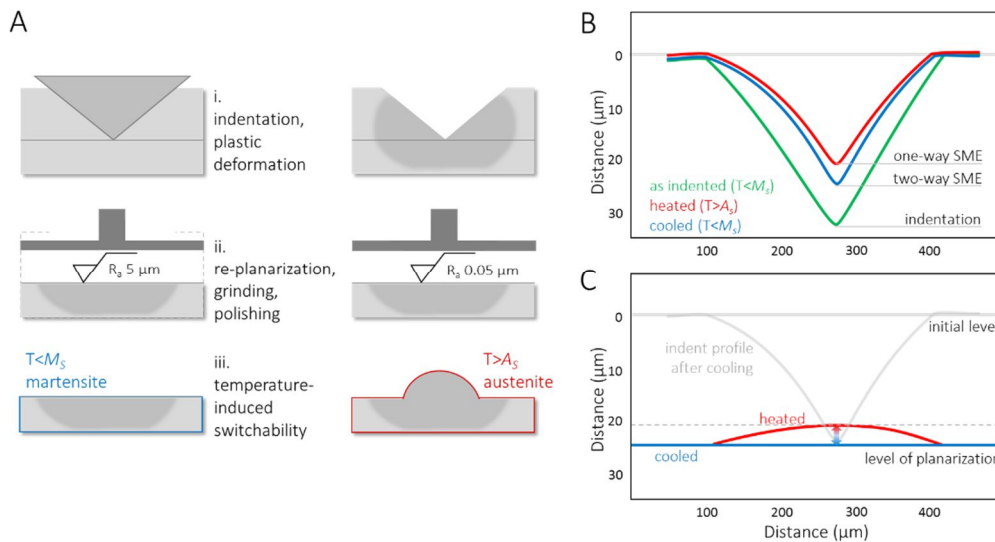 A
i.
indentation,
plastic
deformation
ii.
re-planarization,
grinding,
polishing
Ra 5 µm
Ra 0.05 µm
T<MS
martensite
iii.
temperature-
induced
switchability
T>AS
austenite
B
0
10
20
30
Distance (µm)
one-way SME
two-way SME
indentation
as indented (T<Ms)
heated (T>As)
cooled (T<Ms)
100
200
300
400
C
0
10
20
30
Distance (µm)
initial level
indent profile
after cooling
heated
cooled
level of planarization
100
200
300
400
Distance (µm)